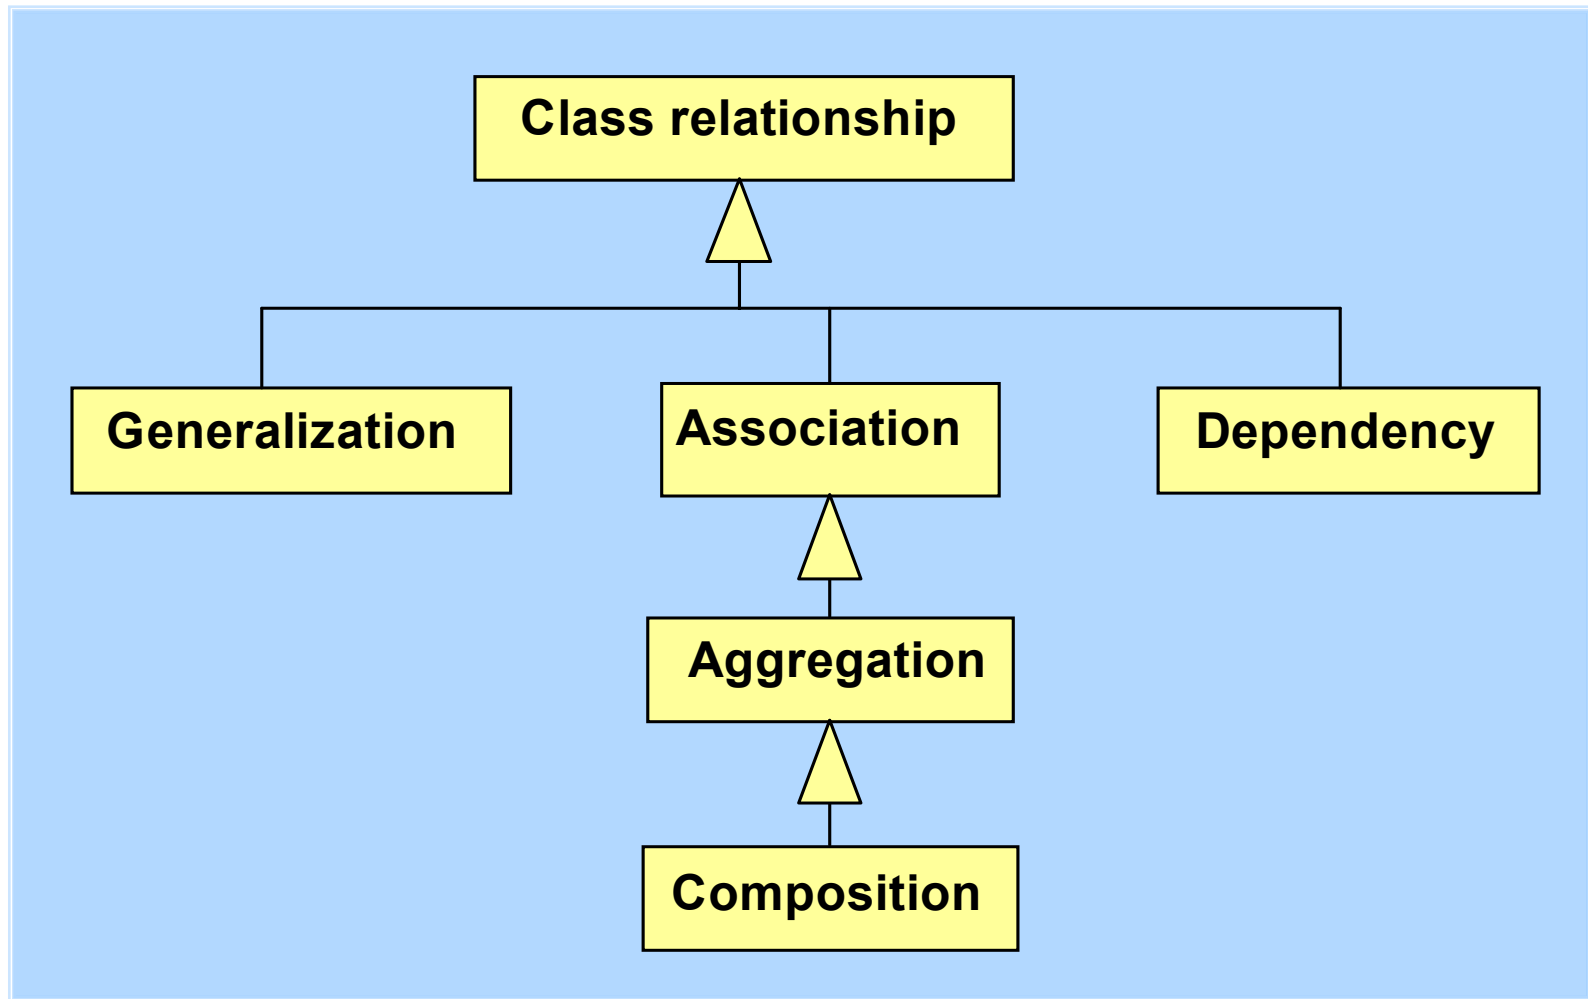 Class relationship
Generalization
Association
Dependency
Aggregation
Composition